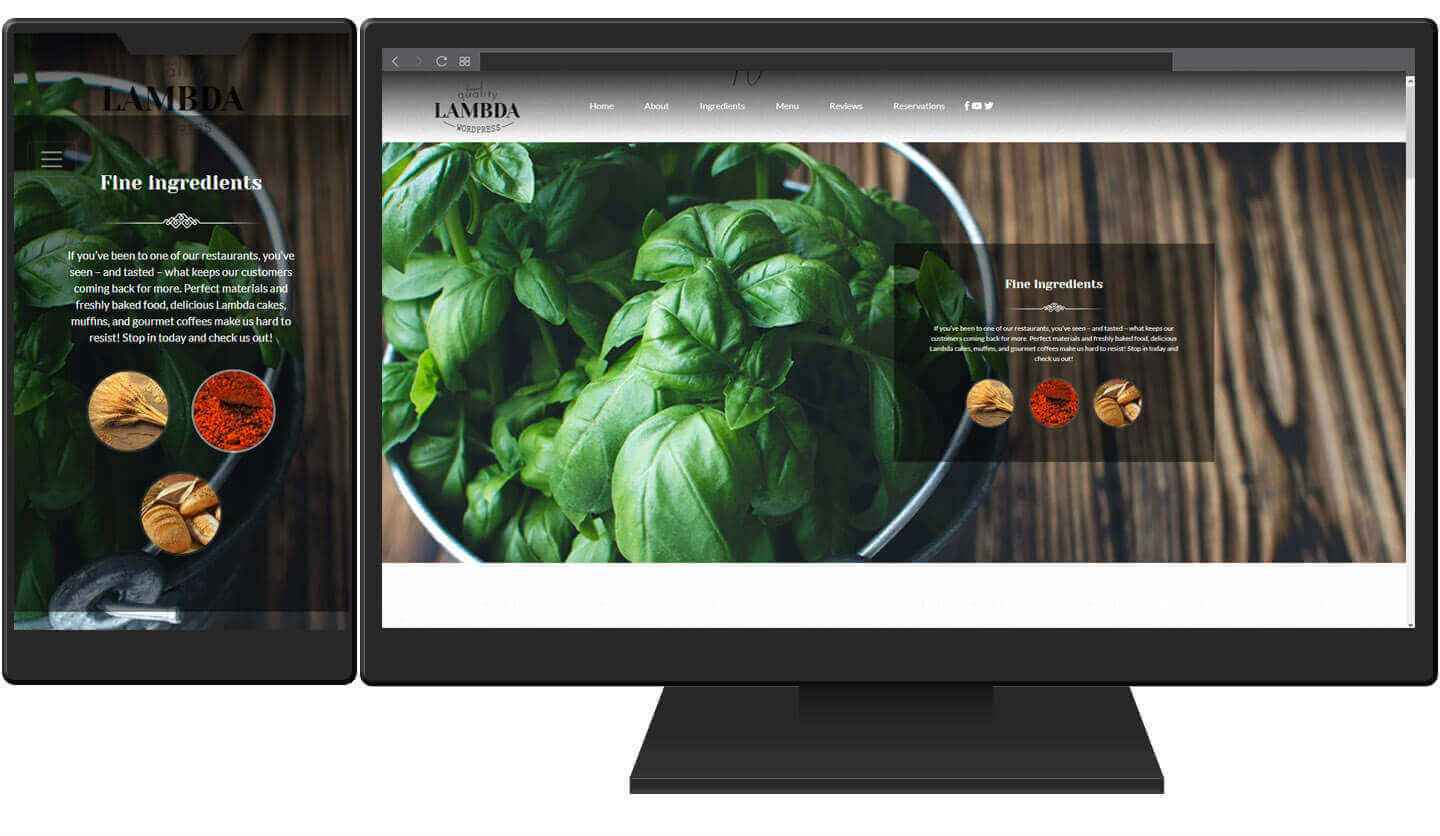 quality
LAMBDA
Fine ingredients
If you've been to one of our restaurants, you've
seen – and tasted – what keeps our customers
coming back for more. Perfect materials and
freshly baked food, delicious Lambda cakes,
muffins, and gourmet coffees make us hard to
resist! Stop in today and check us out!
quality
LAMBDA
WORDPRESS
Home About Ingredients Menu Reviews Reservations
Fine ingredients
If you've been to one of our restaurants, you've seen – and tasted – what keeps our
customers coming back for more. Perfect materials and freshly baked food, delicious
Lambda cakes, muffins, and gourmet coffees make us hard to resist! Stop in today and
check us out!